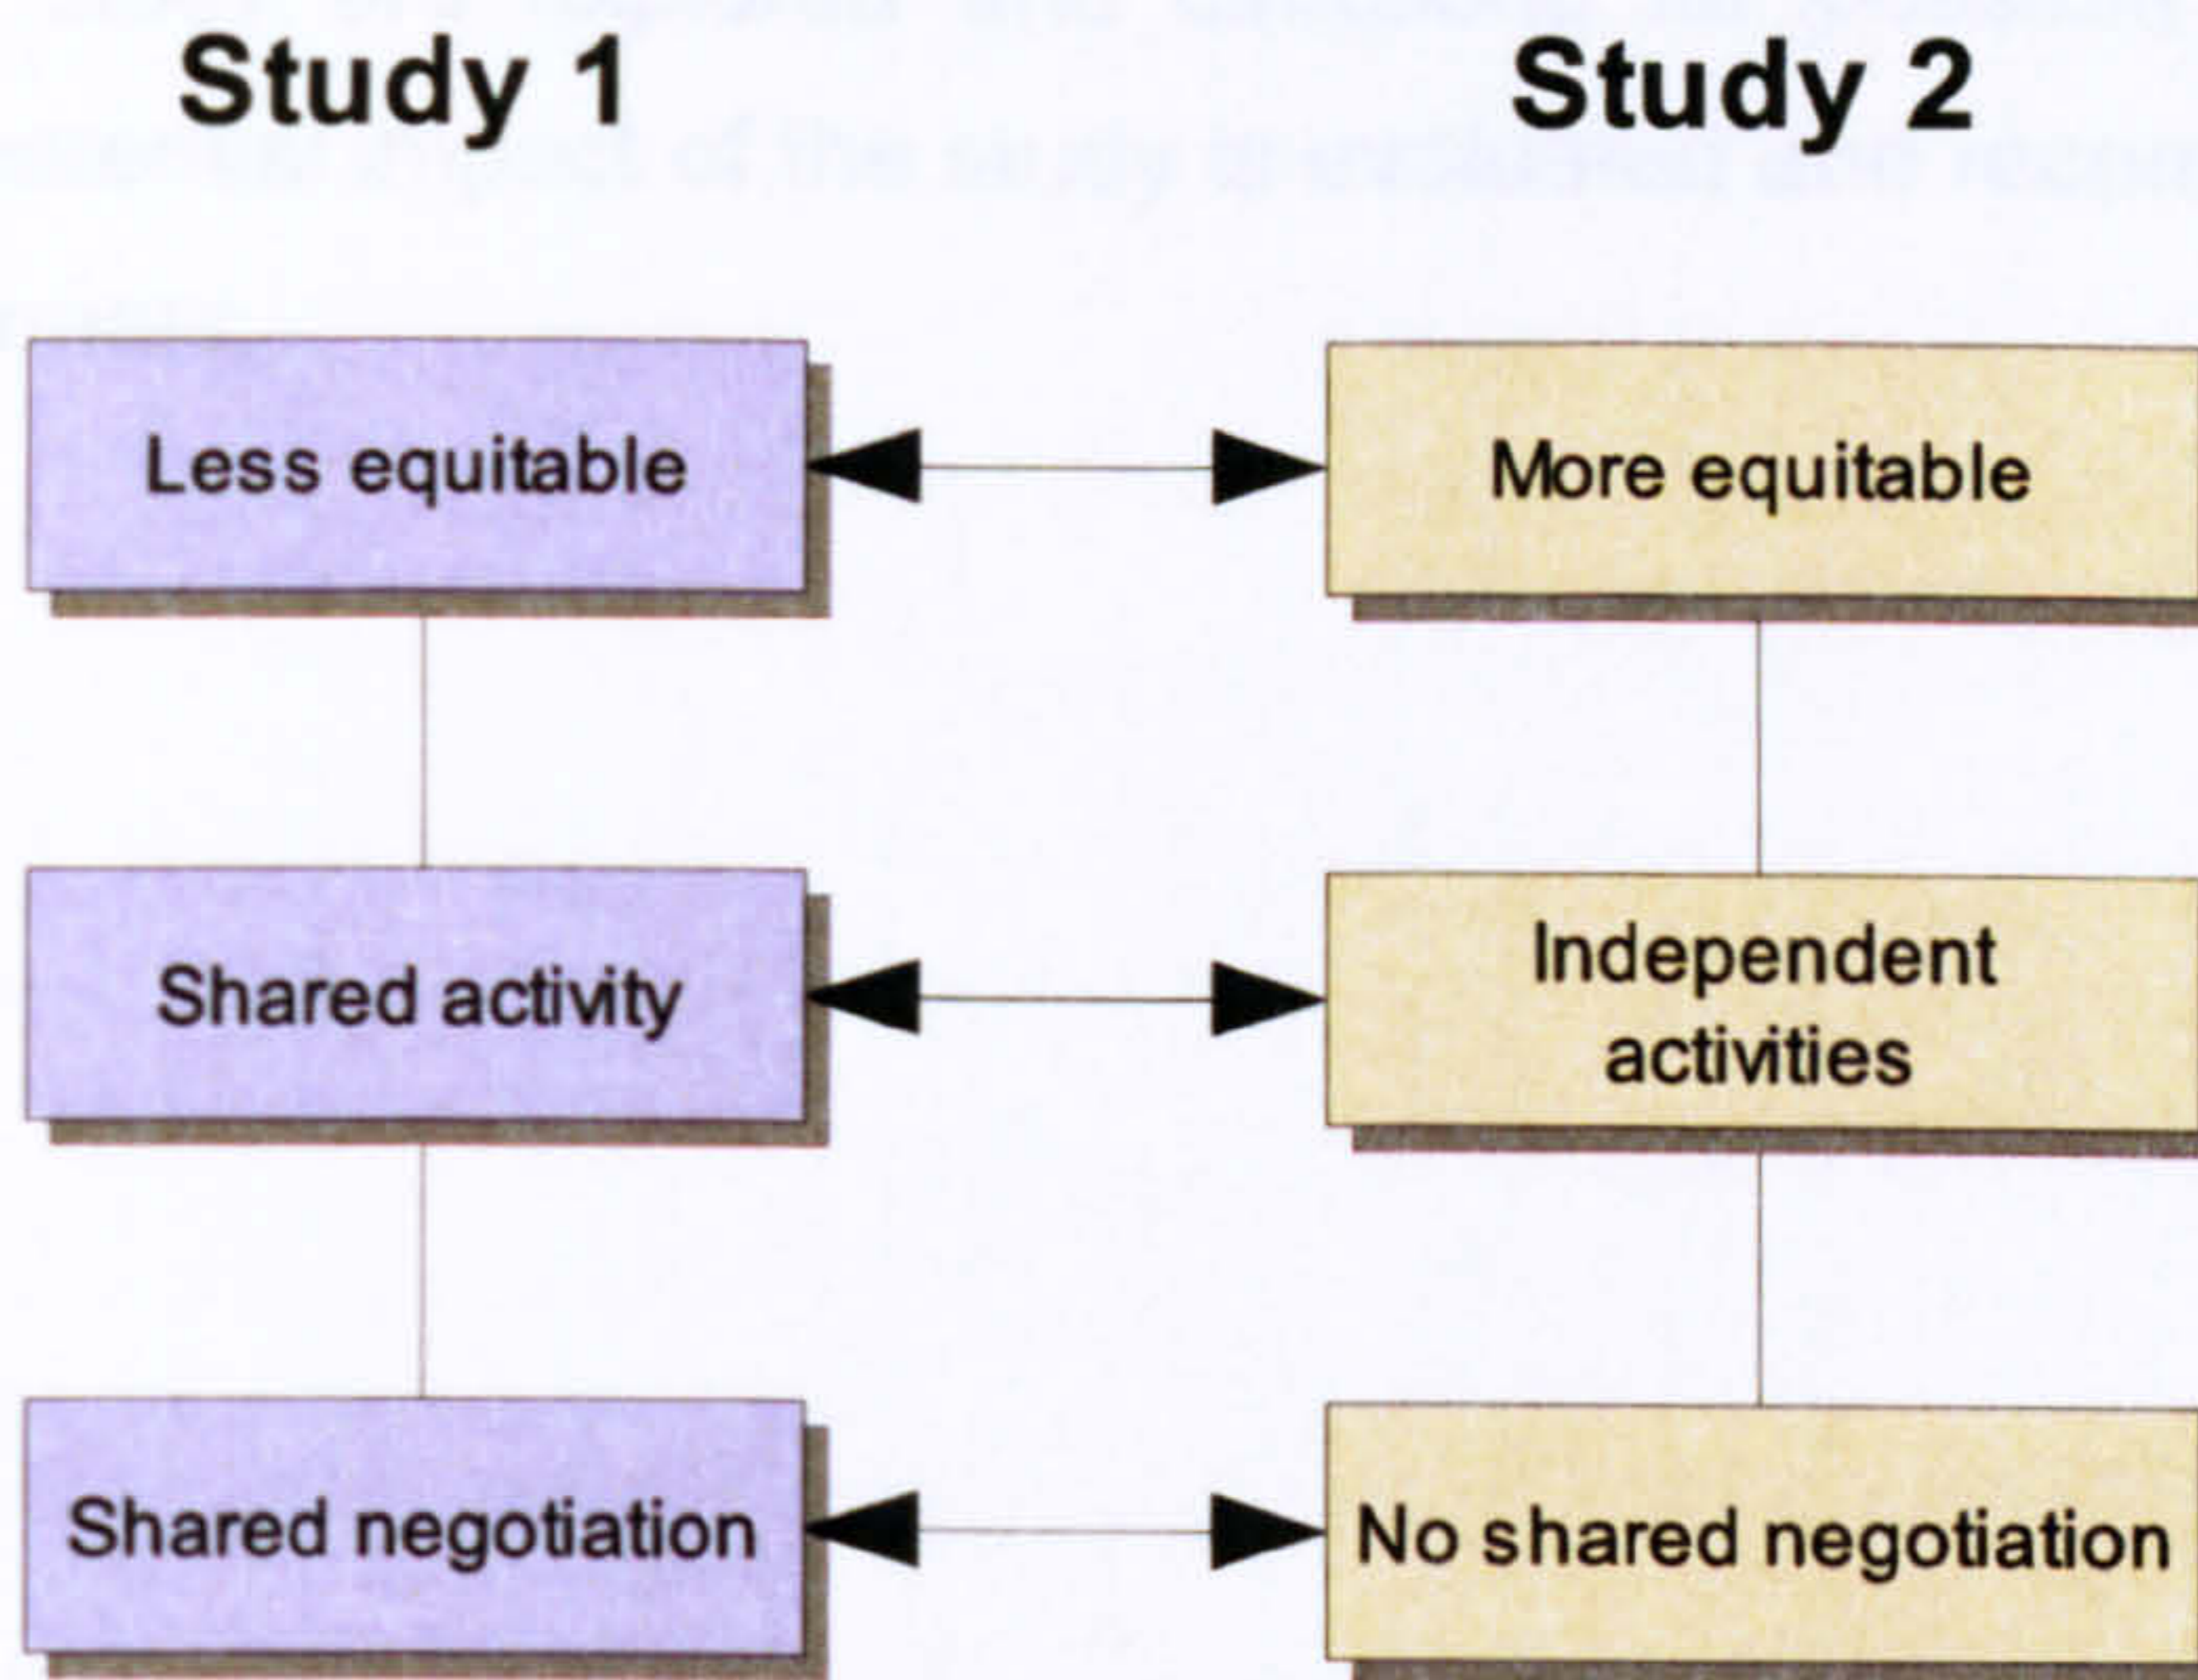 Study 1
Study 2
Less equitable
More equitable
Shared activity
Independent
activities
Shared negotiation
No shared negotiation